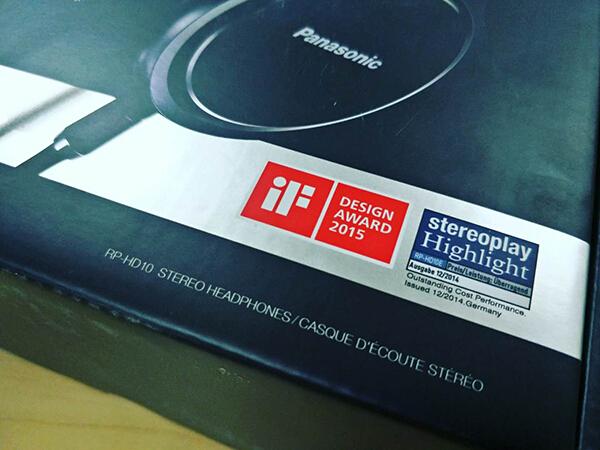 Panasonic
iF
DESIGN
AWARD
2015
stereoplay
Highlight
RP-HD10E Preis/Leistung: Überragend
Ausgabe 12/2014
Outstanding Cost Performance.
Issued 12/2014.Germany
RP-HD10 STEREO HEADPHONES/CASQUE D'ÉCOUTE STÉRÉO